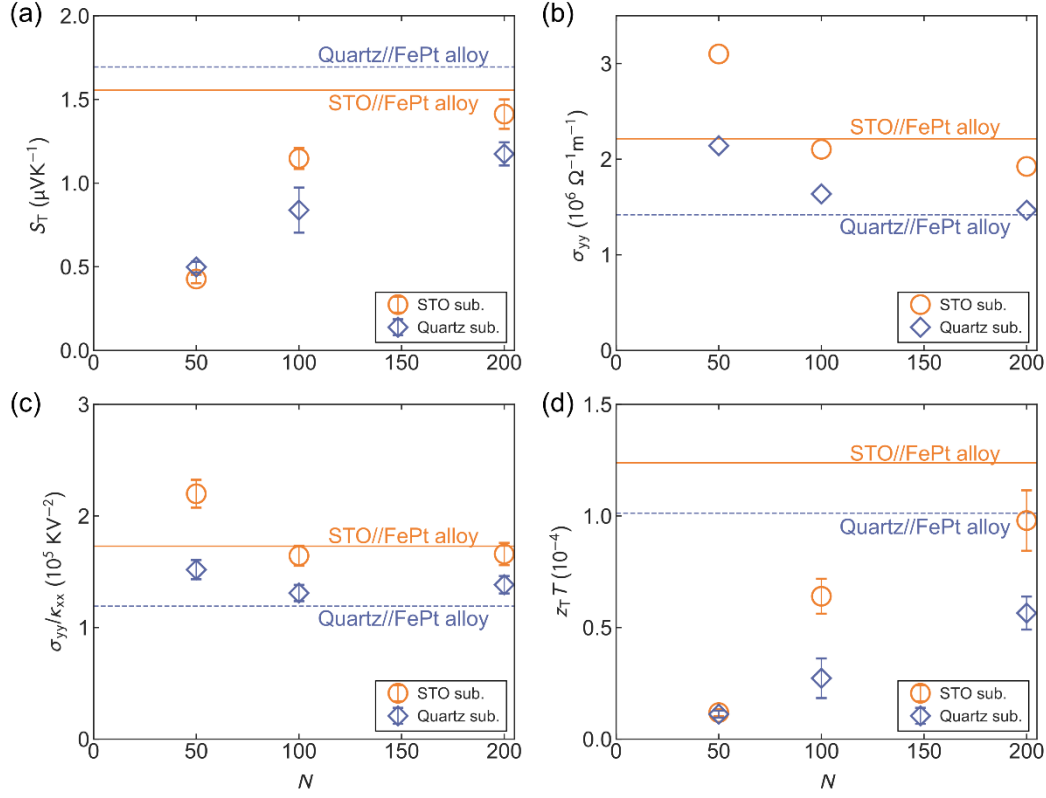 (a)
2.0
1.5
1.0
0.5
0.0
S_T (μVK⁻¹)
Quartz//FePt alloy
STO//FePt alloy
STO sub.
Quartz sub.
0 50 100 150 200
(b)
3
2
1
0
σyy (10⁶ Ω⁻¹m⁻¹)
STO//FePt alloy
Quartz//FePt alloy
STO sub.
Quartz sub.
0 50 100 150 200
(c)
3
2
1
0
σyy/κxx (10⁵ KV⁻²)
STO//FePt alloy
Quartz//FePt alloy
STO sub.
Quartz sub.
0 50 100 150 200
N
(d)
1.5
1.0
0.5
0.0
z_T T (10⁻⁴)
STO//FePt alloy
Quartz//FePt alloy
STO sub.
Quartz sub.
0 50 100 150 200
N